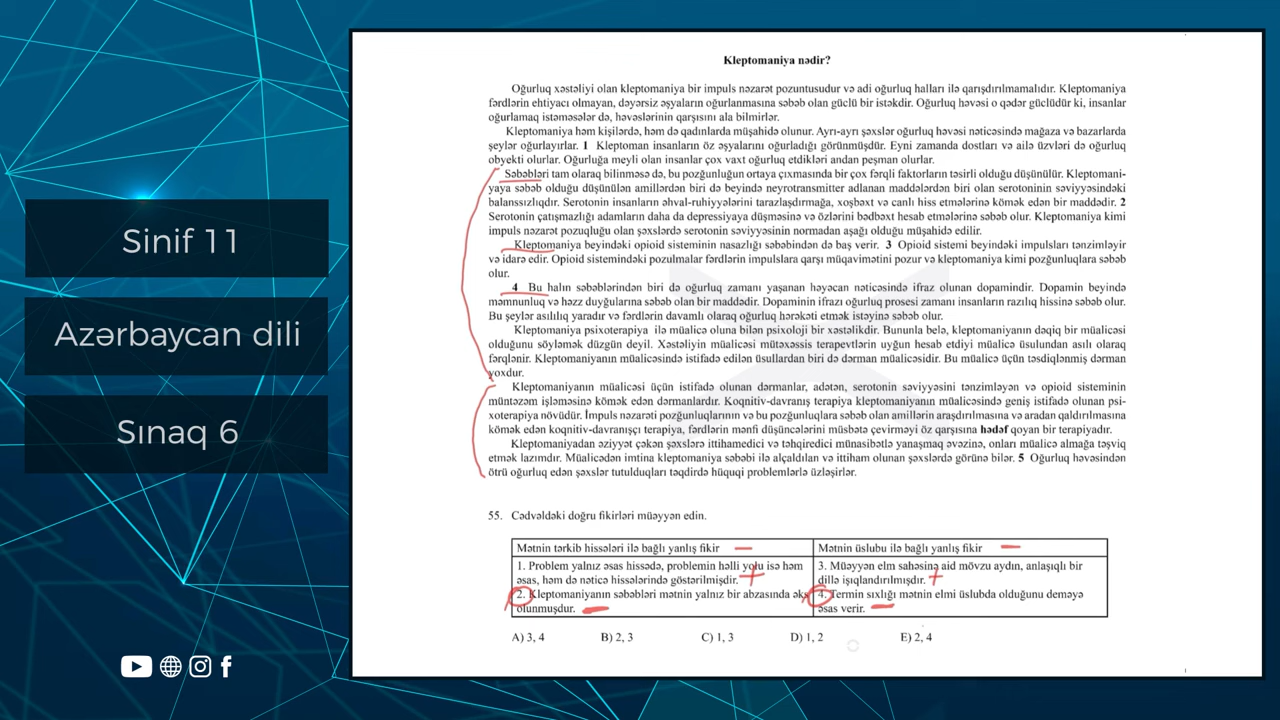 Sinif 11
Azərbaycan dili
Sınaq 6
Kleptomaniya nədir?
Oğurluq xəstəliyi olan kleptomaniya bir impuls nəzarət pozuntusudur və adi oğurluq halları ilə qarışdırılmamalıdır. Kleptomaniya
fərdlərin ehtiyacı olmayan, dəyərsiz əşyaların oğurlanmasına səbəb olan güclü bir istəkdir. Oğurluq həvəsi o qədər güclüdür ki, insanlar
oğurlamaq istəməsələr də, həvəslərinin qarşısını ala bilmirlər.
Kleptomaniya həm kişilərdə, həm də qadınlarda müşahidə olunur. Ayrı-ayrı şəxslər oğurluq həvəsi nəticəsində mağaza və bazarlarda
şeylər oğurlayırlar. 1 Kleptoman insanların öz əşyalarını oğurladığı görünmüşdür. Eyni zamanda dostları və ailə üzvləri də oğurluq
obyekti olurlar. Oğurluğa meyli olan insanlar çox vaxt oğurluq etdikləri andan peşman olurlar.
Səbəbləri tam olaraq bilinməsə də, bu pozğunluğun ortaya çıxmasında bir çox fərqli faktorların təsirli olduğu düşünülür. Kleptomani-
yaya səbəb olduğu düşünülən amillərdən biri də beyində neyrotransmitter adlanan maddələrdən biri olan serotoninin səviyyəsindəki
balanssızlıqdır. Serotonin insanların əhval-ruhiyyələrini tarazlaşdırmağa, xoşbəxt və canlı hiss etmələrinə kömək edən bir maddədir. 2
Serotonin çatışmazlığı adamların daha da depressiyaya düşməsinə və özlərini bədbəxt hesab etmələrinə səbəb olur. Kleptomaniya kimi
impuls nəzarət pozuqluğu olan şəxslərdə serotonin səviyyəsinin normadan aşağı olduğu müşahidə edilir.
Kleptomaniya beyindəki opioid sisteminin nasazlığı səbəbindən də baş verir. 3 Opioid sistemi beyindəki impulsları tənzimləyir
və idarə edir. Opioid sistemindəki pozulmalar fərdlərin impulslara qarşı müqavimətini pozur və kleptomaniya kimi pozğunluqlara səbəb
olur.
4 Bu halın səbəblərindən biri də oğurluq zamanı yaşanan həyəcan nəticəsində ifraz olunan dopamindir. Dopamin beyində
məmnunluq və həzz duyğularına səbəb olan bir maddədir. Dopaminin ifrazı oğurluq prosesi zamanı insanların razılıq hissinə səbəb olur.
Bu şeylər asılılıq yaradır və fərdlərin davamlı olaraq oğurluq hərəkəti etmək istəyinə səbəb olur.
Kleptomaniya psixoterapiya ilə müalicə oluna bilən psixoloji bir xəstəlikdir. Bununla belə, kleptomaniyanın dəqiq bir müalicəsi
olduğunu söyləmək düzgün deyil. Xəstəliyin müalicəsi mütəxəssis terapevtlərin uyğun hesab etdiyi müalicə üsulundan asılı olaraq
fərqlənir. Kleptomaniyanın müalicəsində istifadə edilən üsullardan biri də dərman müalicəsidir. Bu müalicə üçün təsdiqlənmiş dərman
yoxdur.
Kleptomaniyanın müalicəsi üçün istifadə olunan dərmanlar, adətən, serotonin səviyyəsini tənzimləyən və opioid sisteminin
müntəzəm işləməsinə kömək edən dərmanlardır. Koqnitiv-davranış terapiya kleptomaniyanın müalicəsində geniş istifadə olunan psi-
xoterapiya növüdür. İmpuls nəzarəti pozğunluqlarının və bu pozğunluqlara səbəb olan amillərin araşdırılmasına və aradan qaldırılmasına
kömək edən koqnitiv-davranışçı terapiya, fərdlərin mənfi düşüncələrini müsbətə çevirməyi öz qarşısına hədəf qoyan bir terapiyadır.
Kleptomaniyadan əziyyət çəkən şəxslərə ittihamedici və təhqiredici münasibətlə yanaşmaq əvəzinə, onları müalicə almağa təşviq
etmək lazımdır. Müalicədən imtina kleptomaniya səbəbi ilə alçaldılan və ittiham olunan şəxslərdə görünə bilər. 5 Oğurluq həvəsindən
ötrü oğurluq edən şəxslər tutulduqları təqdirdə hüquqi problemlərlə üzləşirlər.
55. Cədvəldəki doğru fikirləri müəyyən edin.
Mətnin tərkib hissələri ilə bağlı yanlış fikir –
Mətnin üslubu ilə bağlı yanlış fikir –
1. Problem yalnız əsas hissədə, problemin həlli yolu isə həm
əsas, həm də nəticə hissələrində göstərilmişdir. +
2. Kleptomaniyanın səbəbləri mətnin yalnız bir abzasında əks
olunmuşdur. –
3. Müəyyən elm sahəsinə aid mövzu aydın, anlaşıqlı bir
dillə işıqlandırılmışdır. +
4. Termin sıxlığı mətnin elmi üslubda olduğunu deməyə
əsas verir. –
A) 3, 4 B) 2, 3 C) 1, 3 D) 1, 2 E) 2, 4